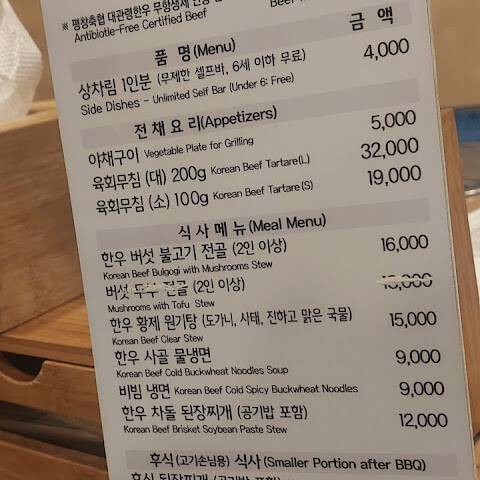 ※ 평창축협 대관령한우 무항생제
Antibiotie-Free Certified Beef
품 명(Menu) 금 액
상차림 1인분 (무제한 셀프바, 6세 이하 무료) 4,000
Side Dishes - Unlimited Self Bar (Under 6: Free)
전 채 요 리(Appetizers)
야채구이 Vegetable Plate for Grilling 5,000
육회무침 (대) 200g Korean Beef Tartare(L) 32,000
육회무침 (소) 100g Korean Beef Tartare(S) 19,000
식 사 메 뉴(Meal Menu)
한우 버섯 불고기 전골 (2인 이상) 16,000
Korean Beef Bulgogi with Mushrooms Stew
버섯 두부 전골 (2인 이상)
Mushrooms with Tofu Stew
한우 황제 원기탕 (도가니, 사태, 진하고 맑은 국물) 15,000
Korean Beef Clear Stew
한우 사골 물냉면 9,000
Korean Beef Cold Buckwheat Noodles Soup
비빔 냉면 Korean Beef Cold Spicy Buckwheat Noodles 9,000
한우 차돌 된장찌개 (공기밥 포함) 12,000
Korean Beef Brisket Soybean Paste Stew
후식(고기손님용) 식사(Smaller Portion after BBQ)